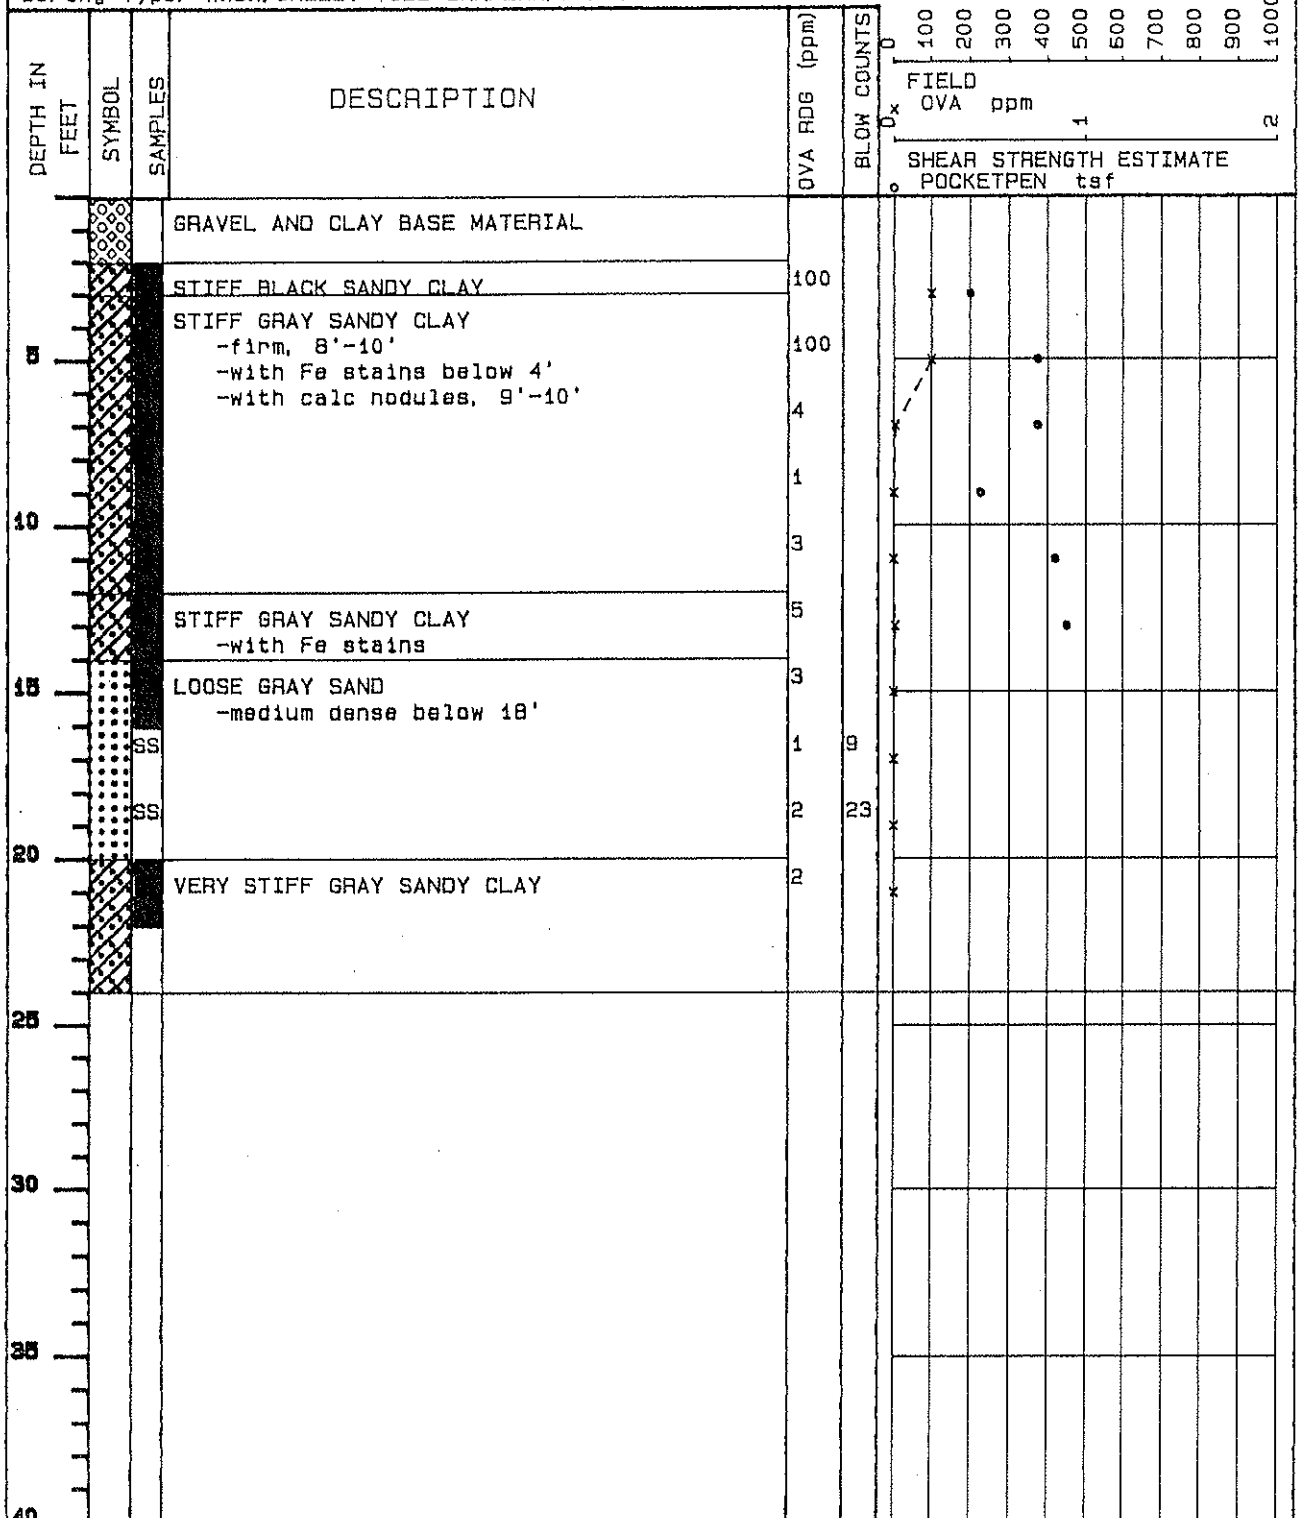 DEPTH IN FEET
SYMBOL
SAMPLES
DESCRIPTION
OVA RDG (ppm)
BLOW COUNTS
0 100 200 300 400 500 600 700 800 900 1000
FIELD
x OVA ppm
0 1 2
SHEAR STRENGTH ESTIMATE
o POCKETPEN tsf
GRAVEL AND CLAY BASE MATERIAL
STIFF BLACK SANDY CLAY 100
STIFF GRAY SANDY CLAY
-firm, 8'-10' 100
5
-with Fe stains below 4'
-with calc nodules, 9'-10' 4
1
10
3
STIFF GRAY SANDY CLAY 5
-with Fe stains
15 LOOSE GRAY SAND 3
-medium dense below 18'
SS 1 9
SS 2 23
20
VERY STIFF GRAY SANDY CLAY 2
25
30
35
40